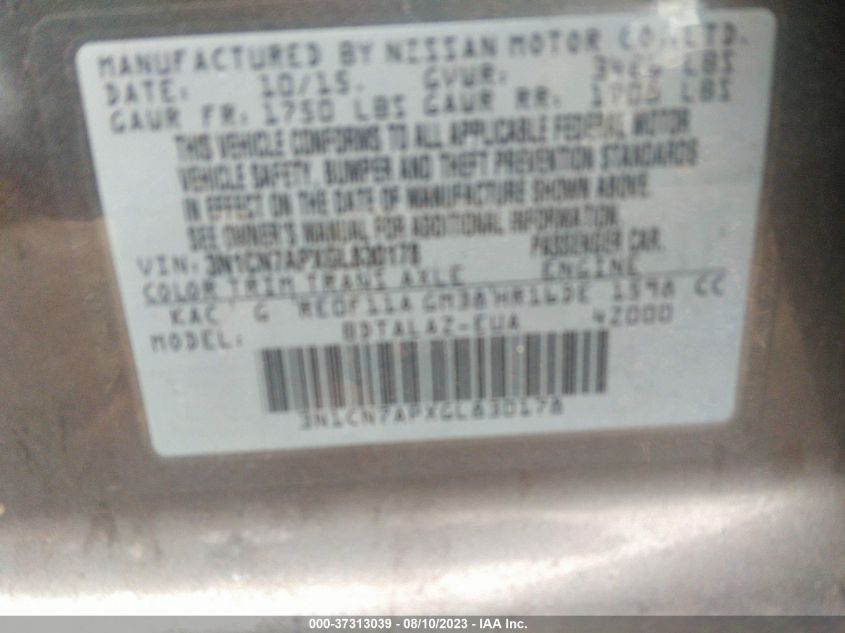 MANUFACTURED BY NISSAN MOTOR CO., LTD.
DATE: 10/15. GVWR: LBS
GAWR FR: 1750 LBS GAWR RR: 1700 LBS
THIS VEHICLE CONFORMS TO ALL APPLICABLE FEDERAL MOTOR
VEHICLE SAFETY, BUMPER AND THEFT PREVENTION STANDARDS
IN EFFECT ON THE DATE OF MANUFACTURE SHOWN ABOVE.
SEE OWNER'S MANUAL FOR ADDITIONAL INFORMATION.
VIN: 3N1CN7APXGL830178 PASSENGER CAR.
COLOR TRIM TRANS AXLE ENGINE
KAC G RE0F11A GM38 HR16DE 1598 CC
MODEL: BDTALAZ-EUA 4Z000
3N1CN7APXGL830178
000-37313039 - 08/10/2023 - IAA Inc.